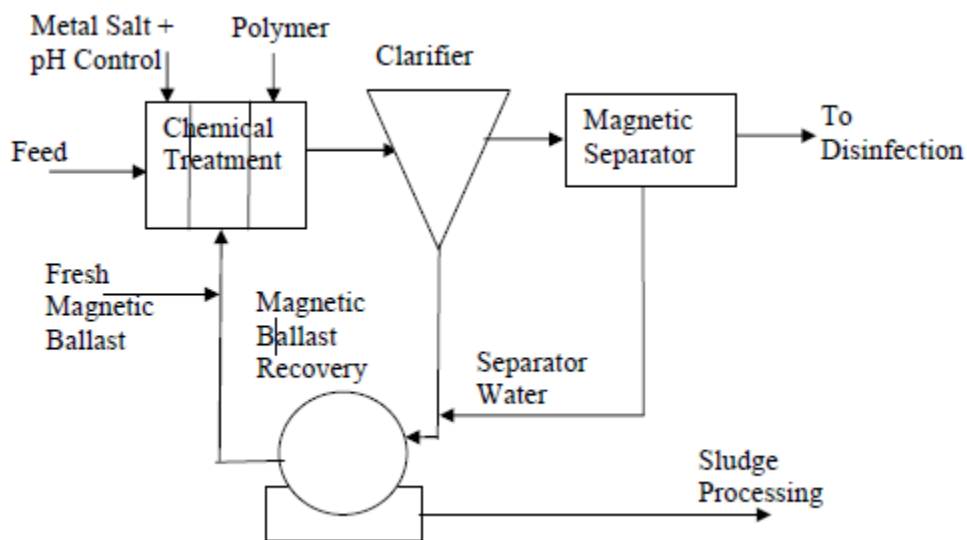 Metal Salt +
pH Control
Polymer
Clarifier
Chemical
Treatment
Magnetic
Separator
To
Disinfection
Feed
Fresh
Magnetic
Ballast
Magnetic
Ballast
Recovery
Separator
Water
Sludge
Processing